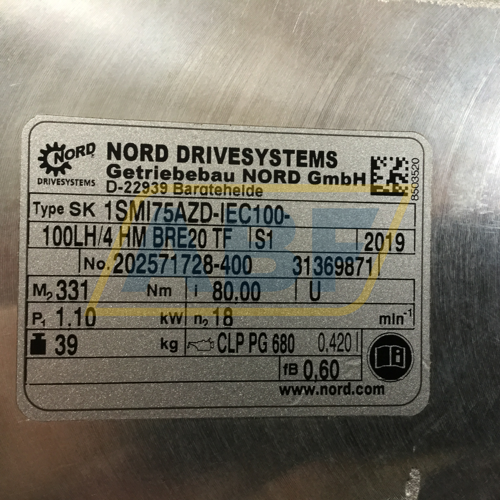 NORD
DRIVESYSTEMS
NORD DRIVESYSTEMS
Getriebebau NORD GmbH
D-22939 Bargteheide
8503520
Type SK 1SMI75AZD-IEC100-
100LH/4 HM BRE20 TF S1 2019
No. 202571728-400 31369871
M₂ 331 Nm i 80.00 U
P₁ 1,10 kW n₂ 18 min⁻¹
39 kg CLP PG 680 0,420 l
fB 0,60
www.nord.com